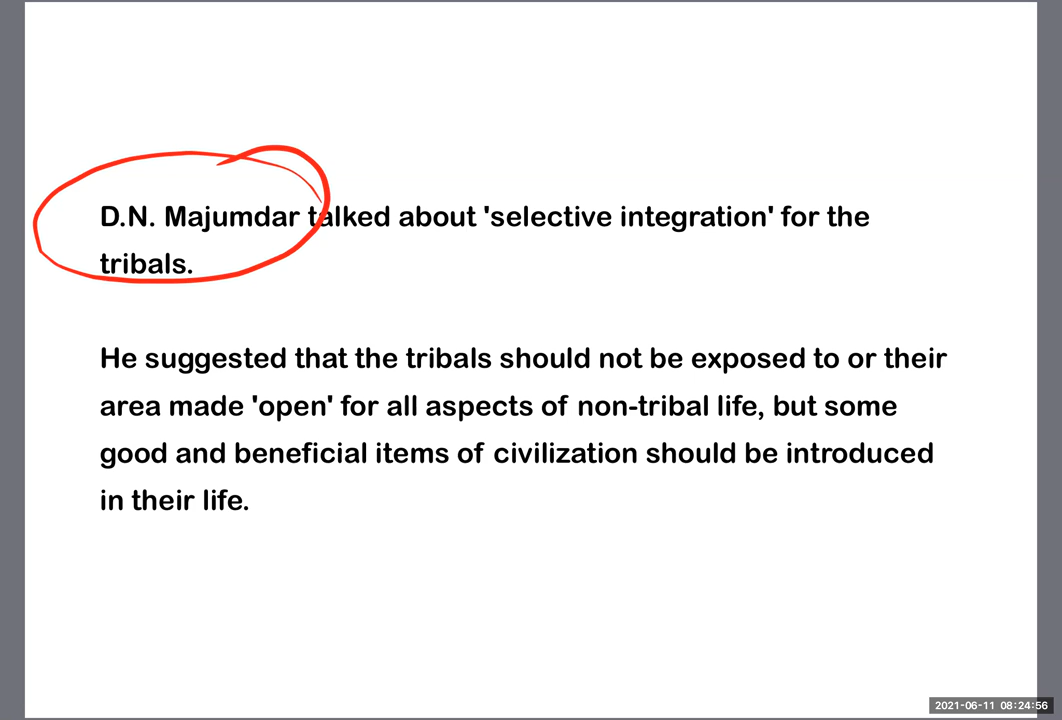 D.N. Majumdar talked about 'selective integration' for the
tribals.
He suggested that the tribals should not be exposed to or their
area made 'open' for all aspects of non-tribal life, but some
good and beneficial items of civilization should be introduced
in their life.
2021-06-11 08:24:56